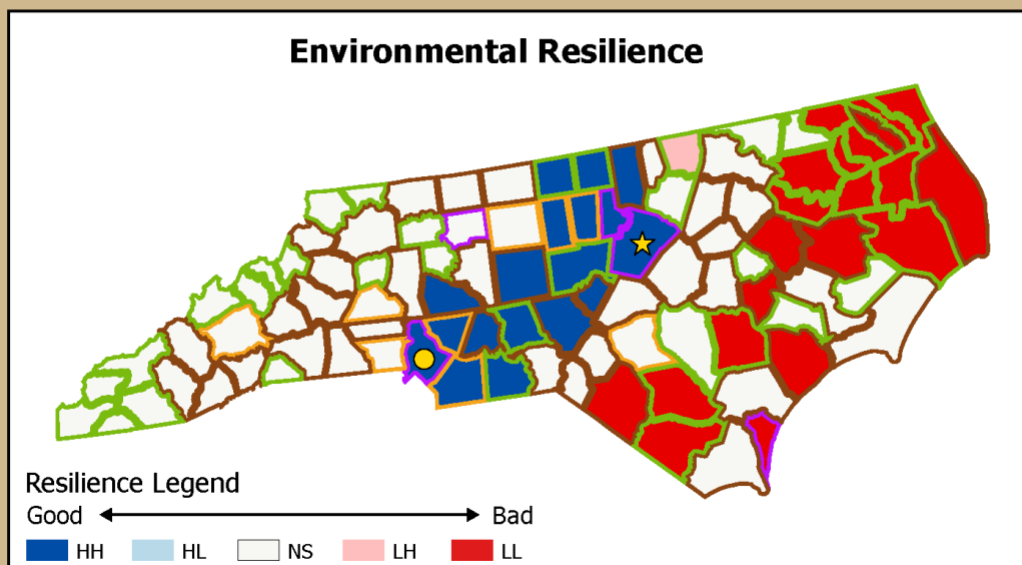 Environmental Resilience
Resilience Legend
Good Bad
HH HL NS LH LL